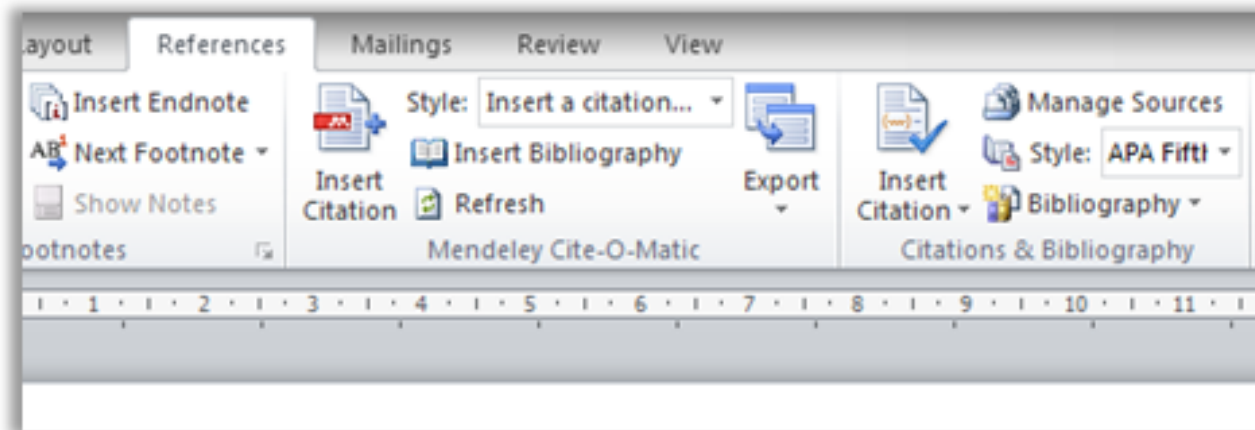 ayout References Mailings Review View
Insert Endnote
AB Next Footnote
Show Notes
ootnotes
Insert Citation
Style: Insert a citation...
Insert Bibliography
Refresh
Export
Mendeley Cite-O-Matic
Insert Citation
Manage Sources
Style: APA Fifth
Bibliography
Citations & Bibliography
1 2 3 4 5 6 7 8 9 10 11